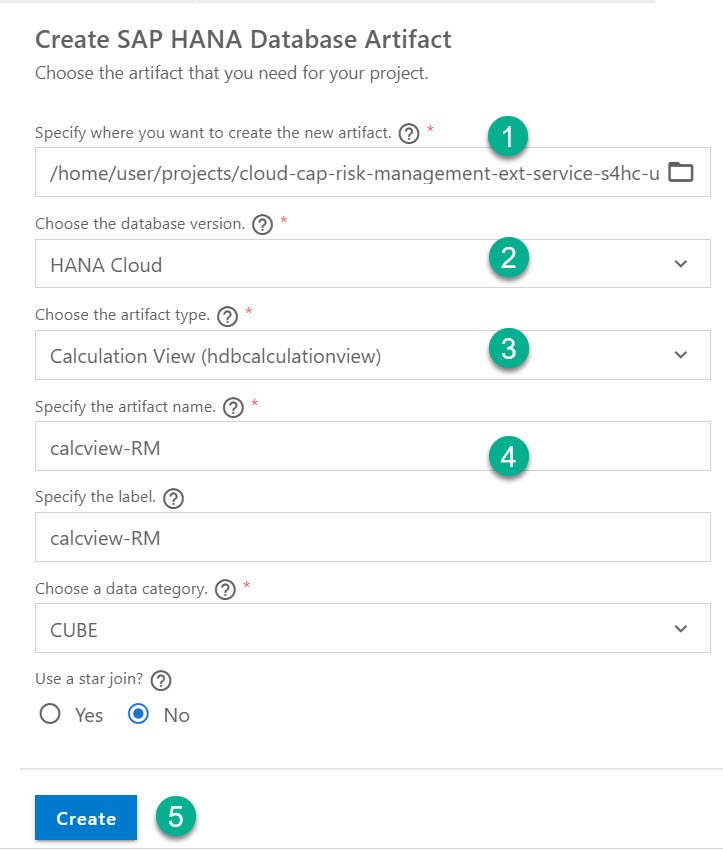 Create SAP HANA Database Artifact
Choose the artifact that you need for your project.
Specify where you want to create the new artifact. ? *
1
/home/user/projects/cloud-cap-risk-management-ext-service-s4hc-u
Choose the database version. ? *
HANA Cloud
2
Choose the artifact type. ? *
Calculation View (hdbcalculationview)
3
Specify the artifact name. ? *
calcview-RM
4
Specify the label. ?
calcview-RM
Choose a data category. ? *
CUBE
Use a star join? ?
Yes No
Create 5